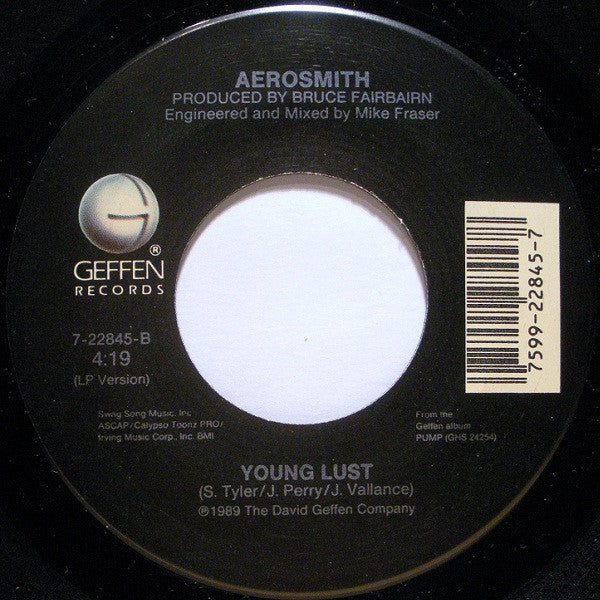 AEROSMITH
PRODUCED BY BRUCE FAIRBAIRN
Engineered and Mixed by Mike Fraser
®
GEFFEN
RECORDS
7-22845-B
4:19
(LP Version)
7599-22845-7
Swag Song Music, Inc
ASCAP/Calypso Toonz PRO/
Irving Music Corp., Inc. BMI
From the
Geffen album
PUMP (GHS 24254)
YOUNG LUST
(S. Tyler/J. Perry/J. Vallance)
℗1989 The David Geffen Company